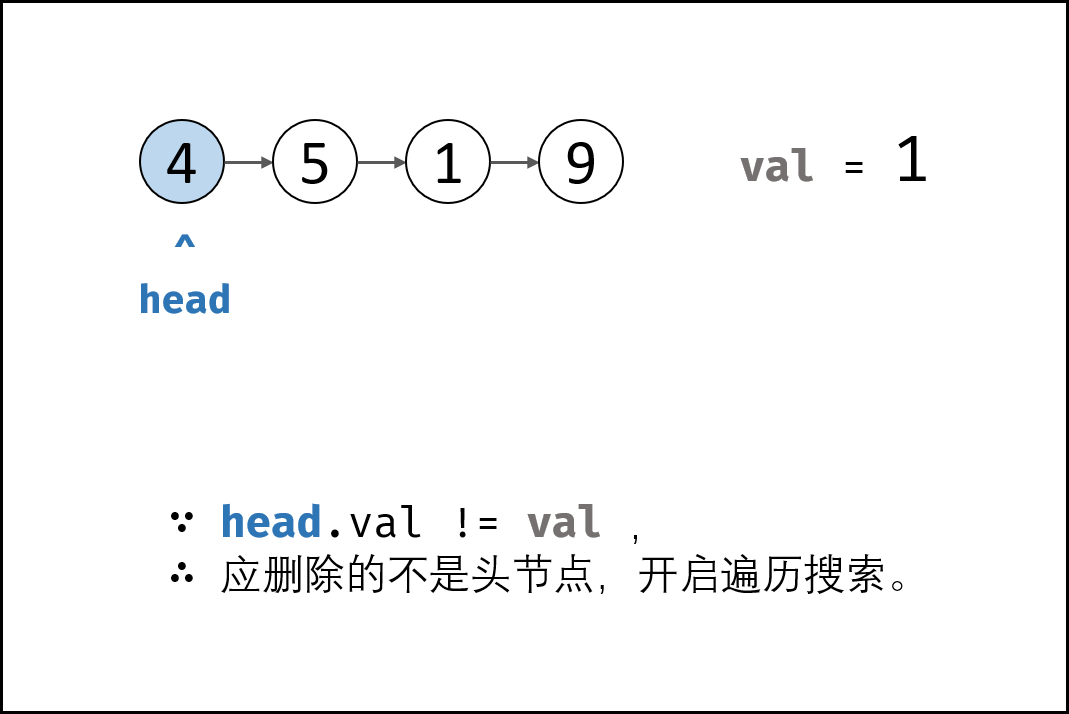 4 5 1 9 val = 1
^
head
∵ head.val != val ,
∴ 应删除的不是头节点，开启遍历搜索。